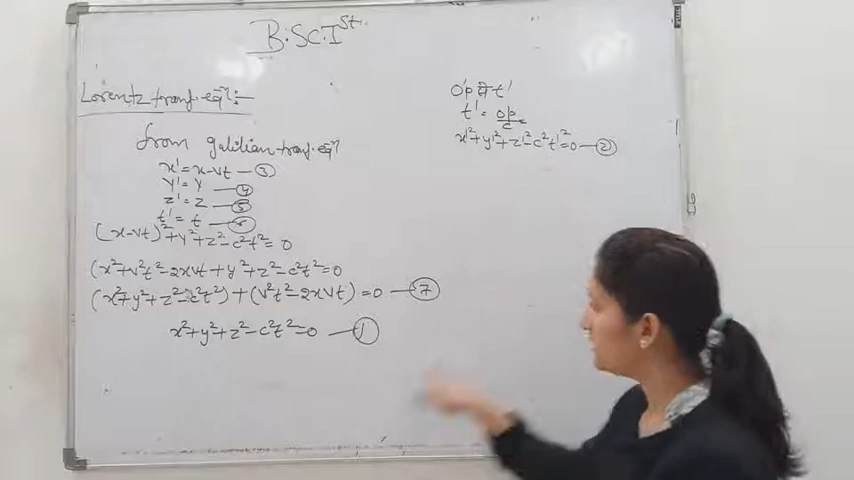 B.Sc.I St.
Lorentz transf. eqⁿ:-
from galilian transf. eqⁿ
x' = x - vt — ③
y' = y — ④
z' = z — ⑤
t' = t — ⑥
(x - vt)² + y² + z² - c²t² = 0
(x² + v²t² - 2xvt + y² + z² - c²t² = 0
(x² + y² + z² - c²t²) + (v²t² - 2xvt) = 0 — ⑦
x² + y² + z² - c²t² = 0 — ①
o'p में t'
t' = o'p/c
x'² + y'² + z'² - c²t'² = 0 — ②